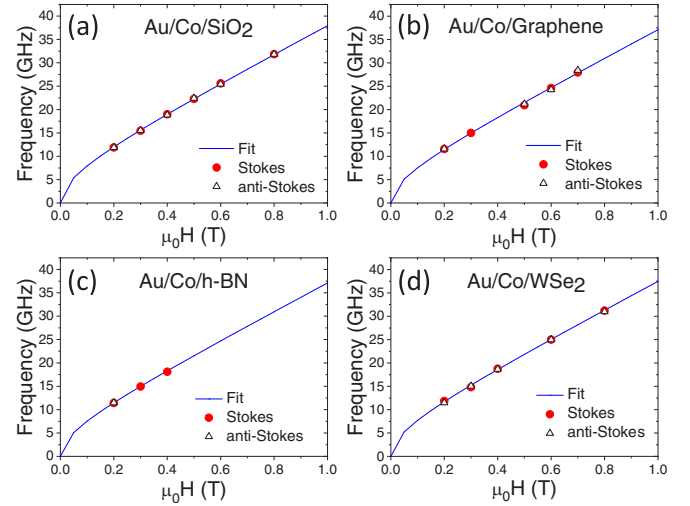 (a) Au/Co/SiO2
Frequency (GHz)
40
35
30
25
20
15
10
5
0
Fit
Stokes
anti-Stokes
0.0 0.2 0.4 0.6 0.8 1.0
μ0H (T)
(b) Au/Co/Graphene
Frequency (GHz)
40
35
30
25
20
15
10
5
0
Fit
Stokes
anti-Stokes
0.0 0.2 0.4 0.6 0.8 1.0
μ0H (T)
(c) Au/Co/h-BN
Frequency (GHz)
40
35
30
25
20
15
10
5
0
Fit
Stokes
anti-Stokes
0.0 0.2 0.4 0.6 0.8 1.0
μ0H (T)
(d) Au/Co/WSe2
Frequency (GHz)
40
35
30
25
20
15
10
5
0
Fit
Stokes
anti-Stokes
0.0 0.2 0.4 0.6 0.8 1.0
μ0H (T)